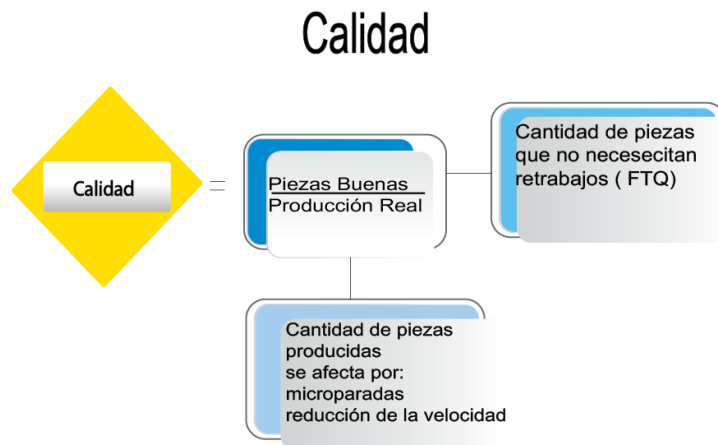 Calidad
Calidad
=
Piezas Buenas
Producción Real
Cantidad de piezas
que no necesecitan
retrabajos ( FTQ)
Cantidad de piezas
producidas
se afecta por:
microparadas
reducción de la velocidad